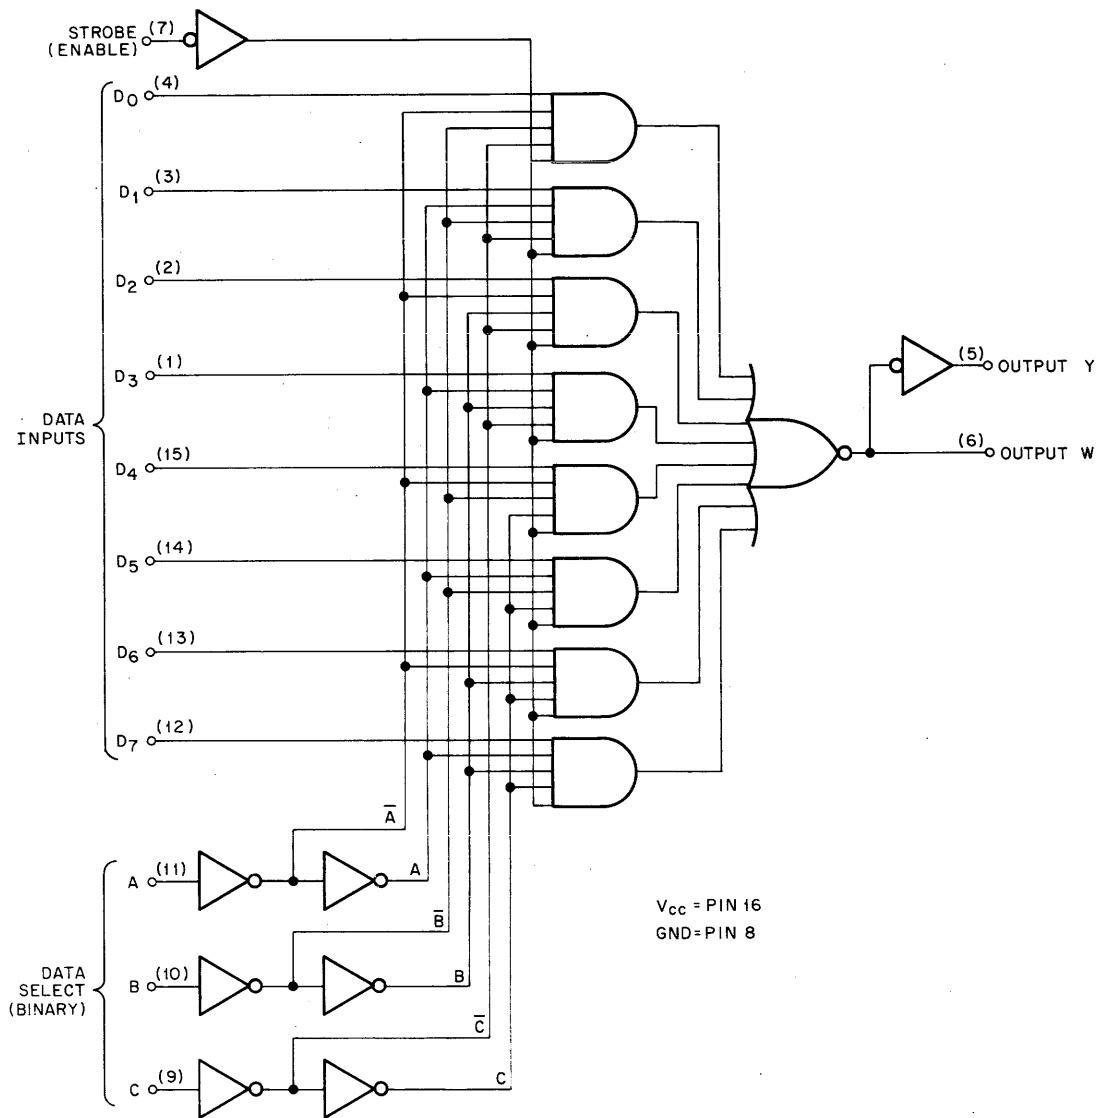 STROBE (7)
(ENABLE)
D0 (4)
D1 (3)
D2 (2)
D3 (1)
DATA
INPUTS
D4 (15)
D5 (14)
D6 (13)
D7 (12)
(5) OUTPUT Y
(6) OUTPUT W
A̅
A (11)
A
B̅
DATA
SELECT
(BINARY)
B (10)
B
C̅
C (9)
C
VCC = PIN 16
GND = PIN 8